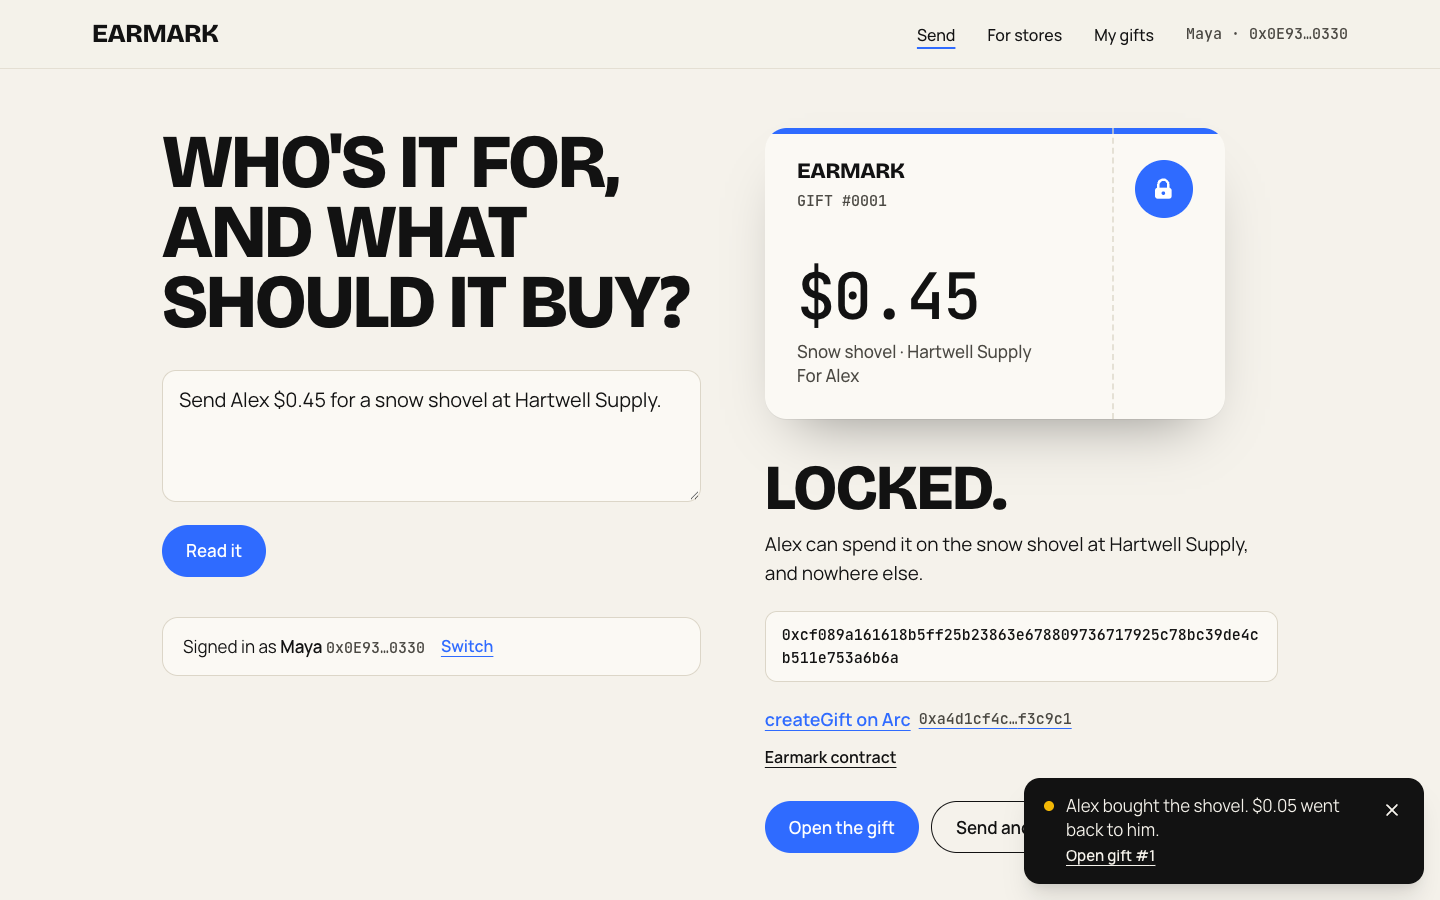 EARMARK
Send
For stores
My gifts
Maya · 0x0E93…0330
WHO'S IT FOR,
AND WHAT
SHOULD IT BUY?
Send Alex $0.45 for a snow shovel at Hartwell Supply.
Read it
Signed in as Maya 0x0E93…0330 Switch
EARMARK
GIFT #0001
$0.45
Snow shovel · Hartwell Supply
For Alex
LOCKED.
Alex can spend it on the snow shovel at Hartwell Supply,
and nowhere else.
0xcf089a161618b5ff25b23863e678809736717925c78bc39de4c
b511e753a6b6a
createGift on Arc 0xa4d1cf4c…f3c9c1
Earmark contract
Open the gift
Send
Alex bought the shovel. $0.05 went
back to him.
Open gift #1